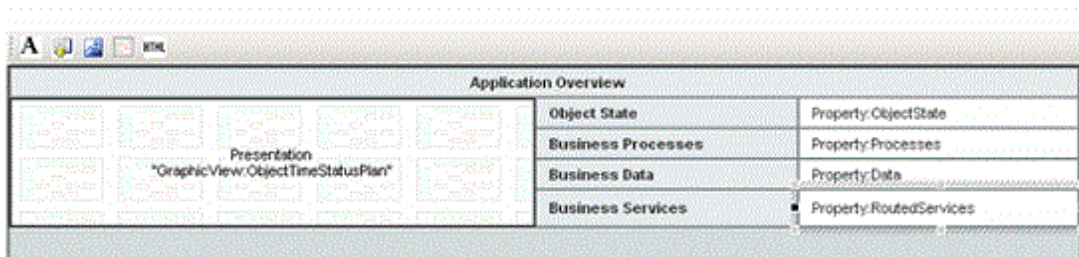 A HTML
Application Overview
Presentation
"GraphicView:ObjectTimeStatusPlan"
Object State Property:ObjectState
Business Processes Property:Processes
Business Data Property:Data
Business Services Property:RoutedServices